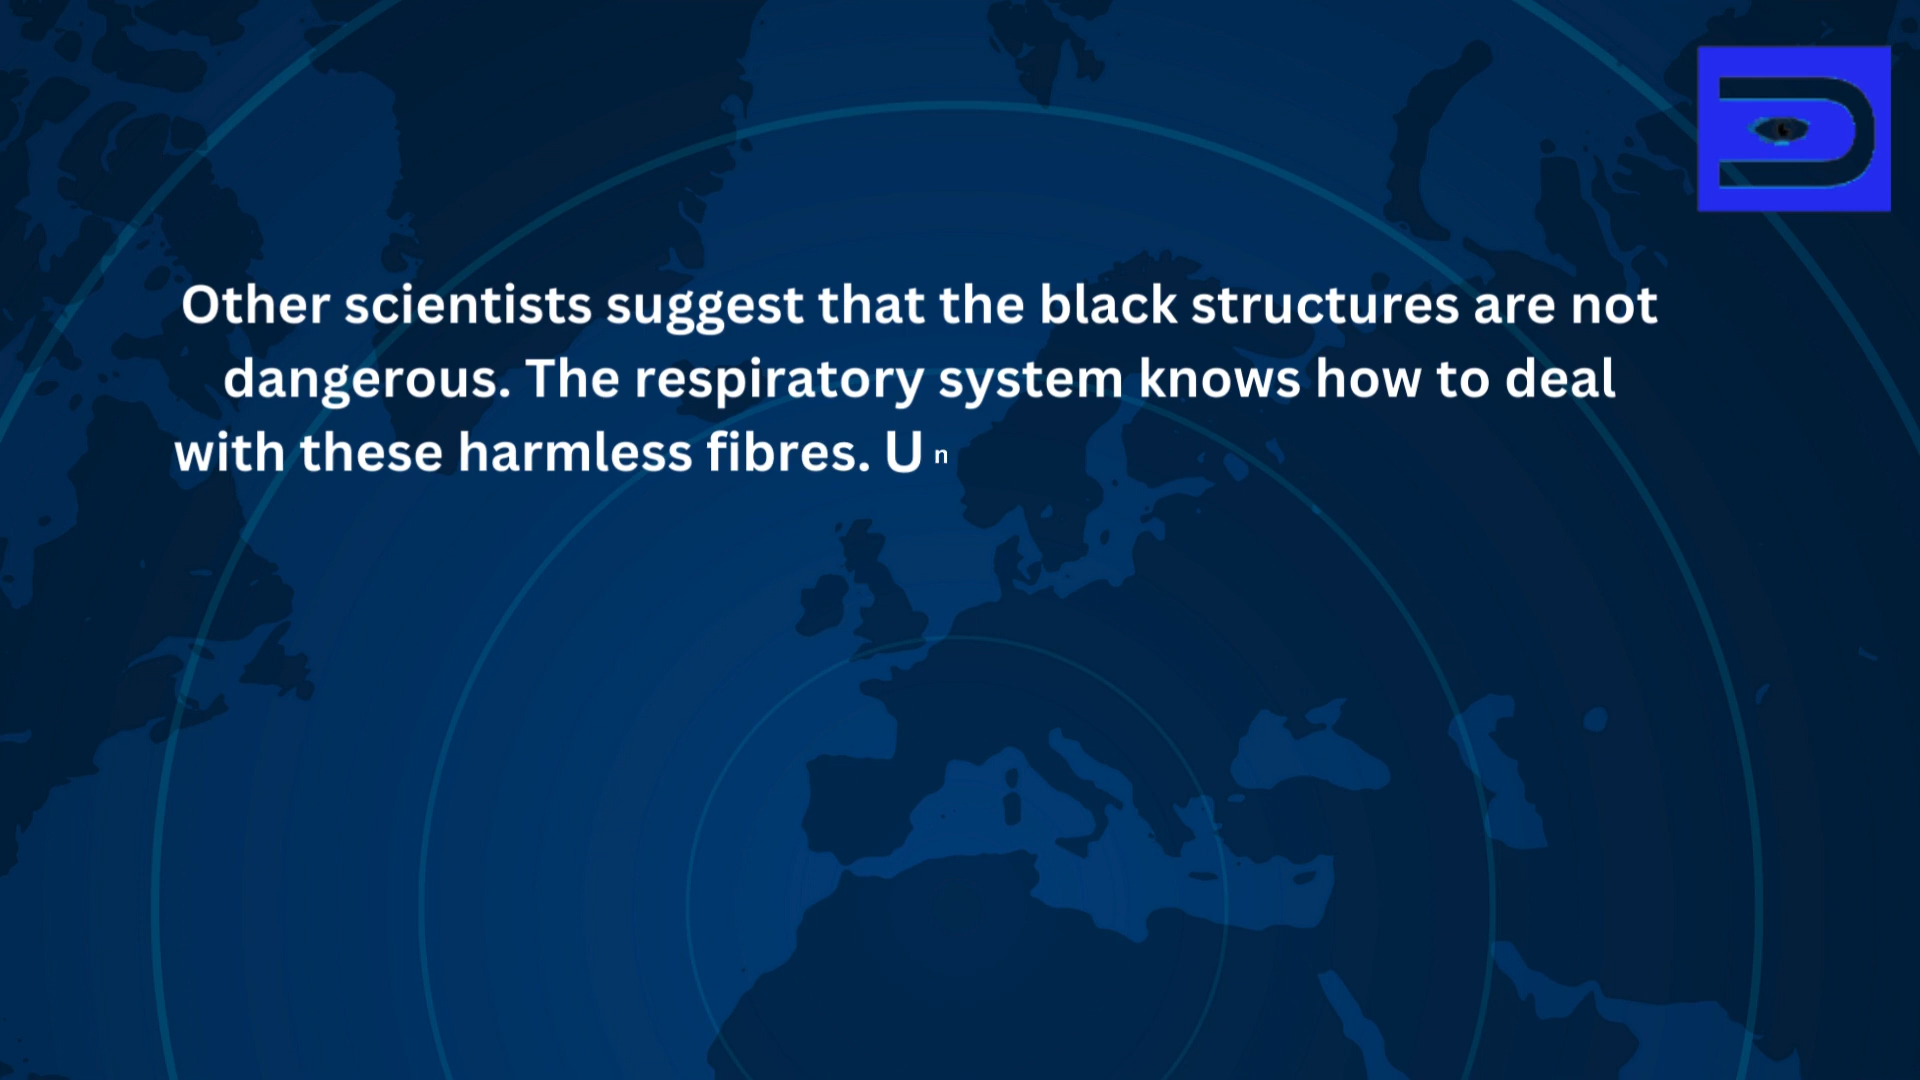 Other scientists suggest that the black structures are not
dangerous. The respiratory system knows how to deal
with these harmless fibres. Un